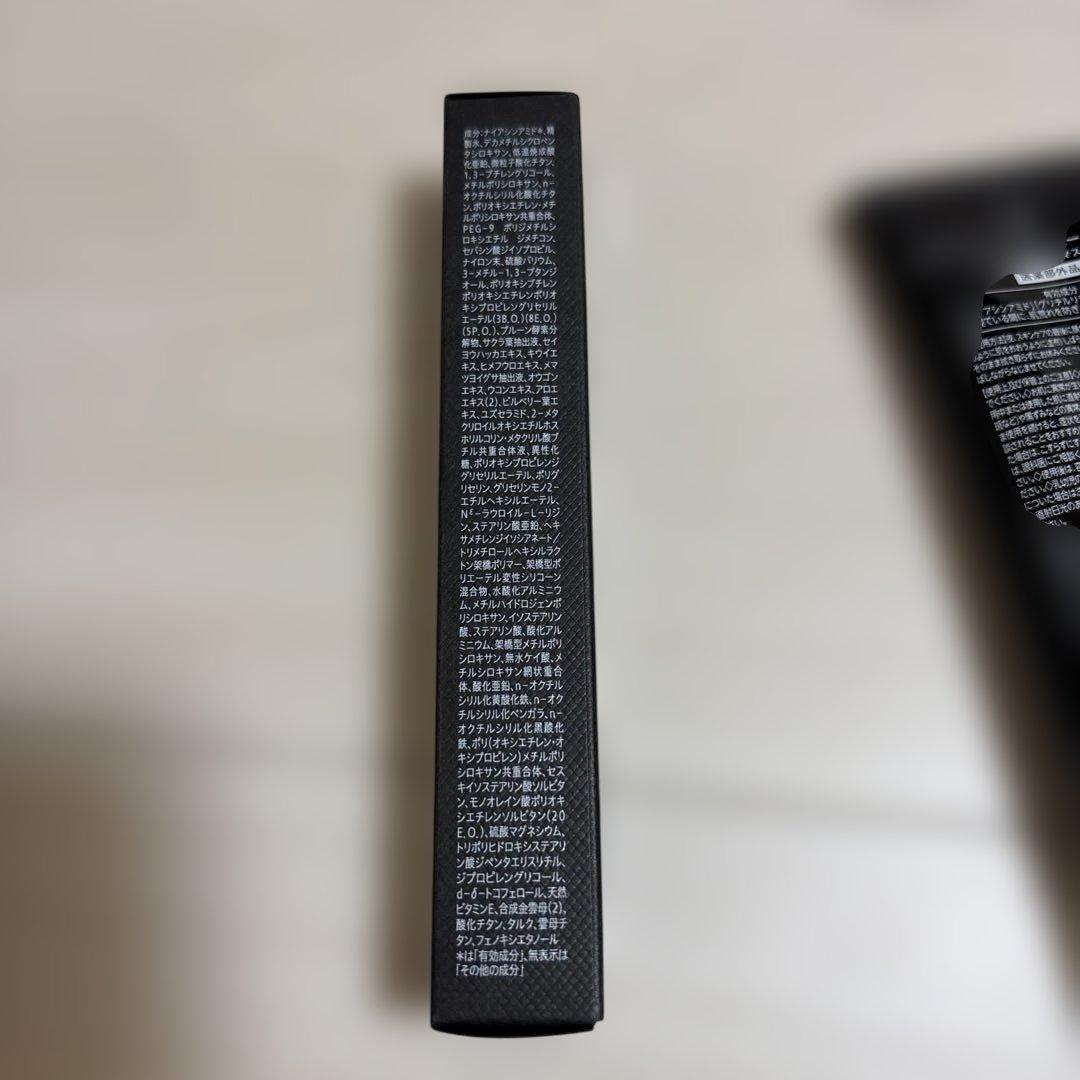 成分:ナイアシンアミド*、精
製水、デカメチルシクロペン
タシロキサン、低温焼成酸
化亜鉛、微粒子酸化チタン、
1,3-ブチレングリコール、
メチルポリシロキサン、n-
オクチルシリル化酸化チタ
ン、ポリオキシエチレン・メチ
ルポリシロキサン共重合体、
PEG-9 ポリジメチルシ
ロキシエチル ジメチコン、
セバシン酸ジイソプロピル、
ナイロン末、硫酸バリウム、
3-メチル-1,3-ブタンジ
オール、ポリオキシブチレン
ポリオキシエチレンポリオ
キシプロピレングリセリル
エーテル(3B.O.)(8E.O.)
(5P.O.)、プルーン酵素分
解物、サクラ葉抽出液、セイ
ヨウハッカエキス、キウイエ
キス、ヒメフウロエキス、メマ
ツヨイグサ抽出液、オウゴン
エキス、ウコンエキス、アロエ
エキス(2)、ビルベリー葉エ
キス、ユズセラミド、2-メタ
クリロイルオキシエチルホス
ホリルコリン・メタクリル酸ブ
チル共重合体液、異性化
糖、ポリオキシプロピレンジ
グリセリルエーテル、ポリグ
リセリン、グリセリンモノ2-
エチルヘキシルエーテル、
Nε-ラウロイル-L-リジ
ン、ステアリン酸亜鉛、ヘキ
サメチレンジイソシアネート/
トリメチロールヘキシルラク
トン架橋ポリマー、架橋型ポ
リエーテル変性シリコーン
混合物、水酸化アルミニウ
ム、メチルハイドロジェンポ
リシロキサン、イソステアリン
酸、ステアリン酸、酸化アル
ミニウム、架橋型メチルポリ
シロキサン、無水ケイ酸、メ
チルシロキサン網状重合
体、酸化亜鉛、n-オクチル
シリル化黄酸化鉄、n-オク
チルシリル化ベンガラ、n-
オクチルシリル化黒酸化
鉄、ポリ(オキシエチレン・オ
キシプロピレン)メチルポリ
シロキサン共重合体、セス
キイソステアリン酸ソルビタ
ン、モノオレイン酸ポリオキ
シエチレンソルビタン(20
E.O.)、硫酸マグネシウム、
トリポリヒドロキシステアリ
ン酸ジペンタエリスリチル、
ジプロピレングリコール、
d-δ-トコフェロール、天然
ビタミンE、合成金雲母(2)、
酸化チタン、タルク、雲母チ
タン、フェノキシエタノール
*は「有効成分」、無表示は
「その他の成分」
医薬部外品
有効成分